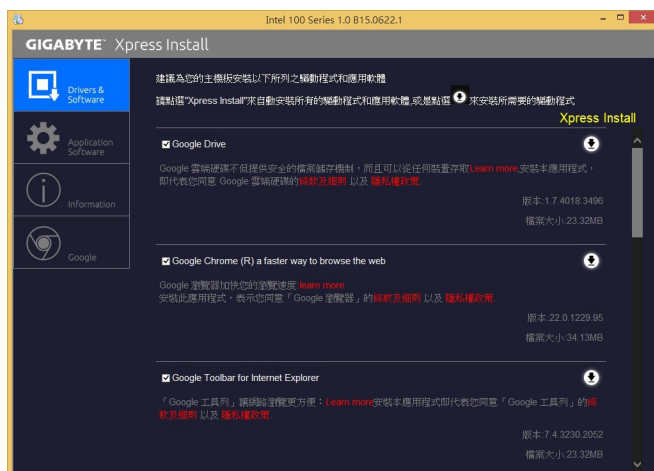 Intel 100 Series 1.0 B15.0622.1
GIGABYTE™ Xpress Install
Drivers &
Software
Application
Software
Information
Google
建議為您的主機板安裝以下所列之驅動程式和應用軟體
請點選"Xpress Install"來自動安裝所有的驅動程式和應用軟體,或是點選 來安裝所需要的驅動程式
Xpress Install
Google Drive
Google 雲端硬碟不但提供安全的檔案儲存機制，而且可以從任何裝置存取Learn more,安裝本應用程式，
即代表您同意 Google 雲端硬碟的條款及細則 以及 隱私權政策.
版本:1.7.4018.3496
檔案大小:23.32MB
Google Chrome (R) a faster way to browse the web
Google 瀏覽器加快您的瀏覽速度:learn more
安裝此應用程式，表示您同意「Google 瀏覽器」的條款及細則 以及 隱私權政策.
版本:22.0.1229.95
檔案大小:34.13MB
Google Toolbar for Internet Explorer
「Google 工具列」讓網路瀏覽更方便：Learn more安裝本應用程式即代表您同意「Google 工具列」的條
款及細則 以及 隱私權政策.
版本:7.4.3230.2052
檔案大小:23.32MB